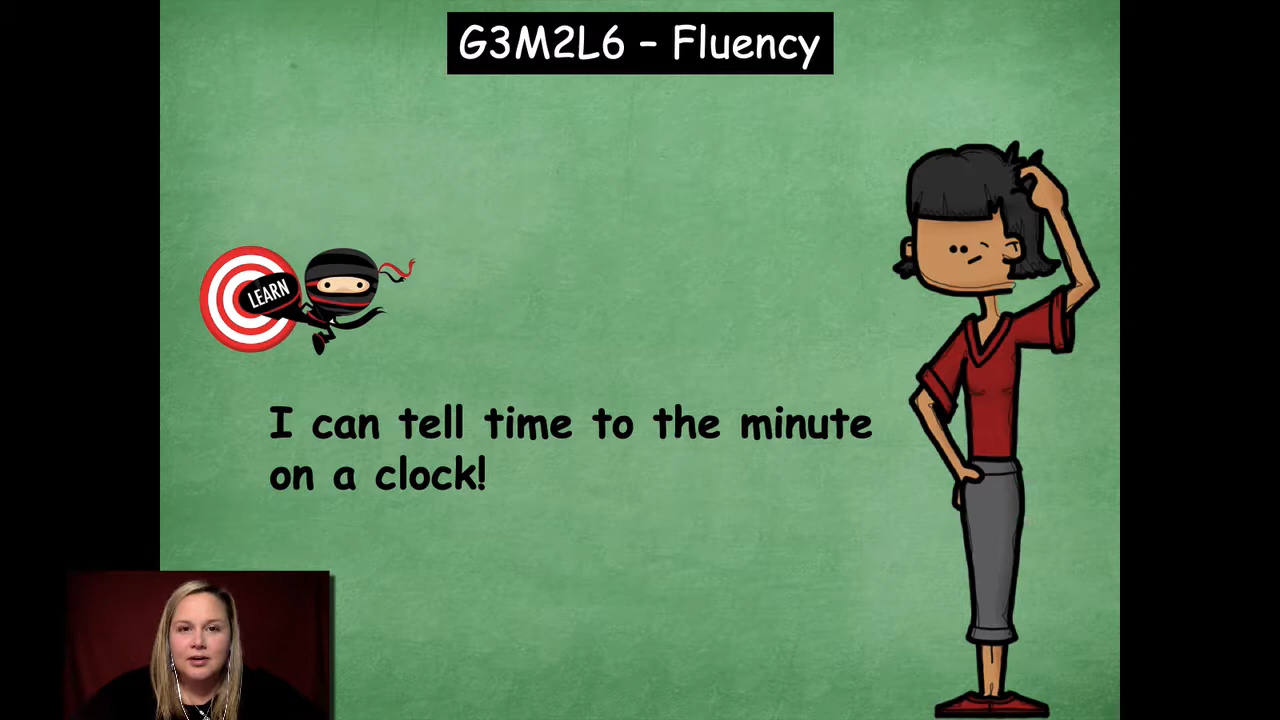 G3M2L6 – Fluency
LEARN
I can tell time to the minute
on a clock!